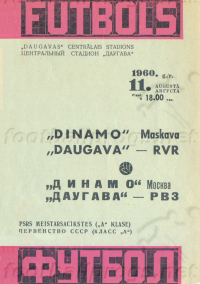 FUTBOLS
„DAUGAVAS" CENTRĀLAIS STADIONS
ЦЕНТРАЛЬНЫЙ СТАДИОН „ДАУГАВА"
1960. g./г.
11. AUGUSTĀ
АВГУСТА
18.00
„DINAMO" Maskava
„DAUGAVA" — RVR
„ДИНАМО" Москва
"ДАУГАВА" — РВЗ
PSRS MEISTARSACĪKSTES („A" KLASE)
ПЕРВЕНСТВО СССР (КЛАСС „А")
ФУТБОЛ